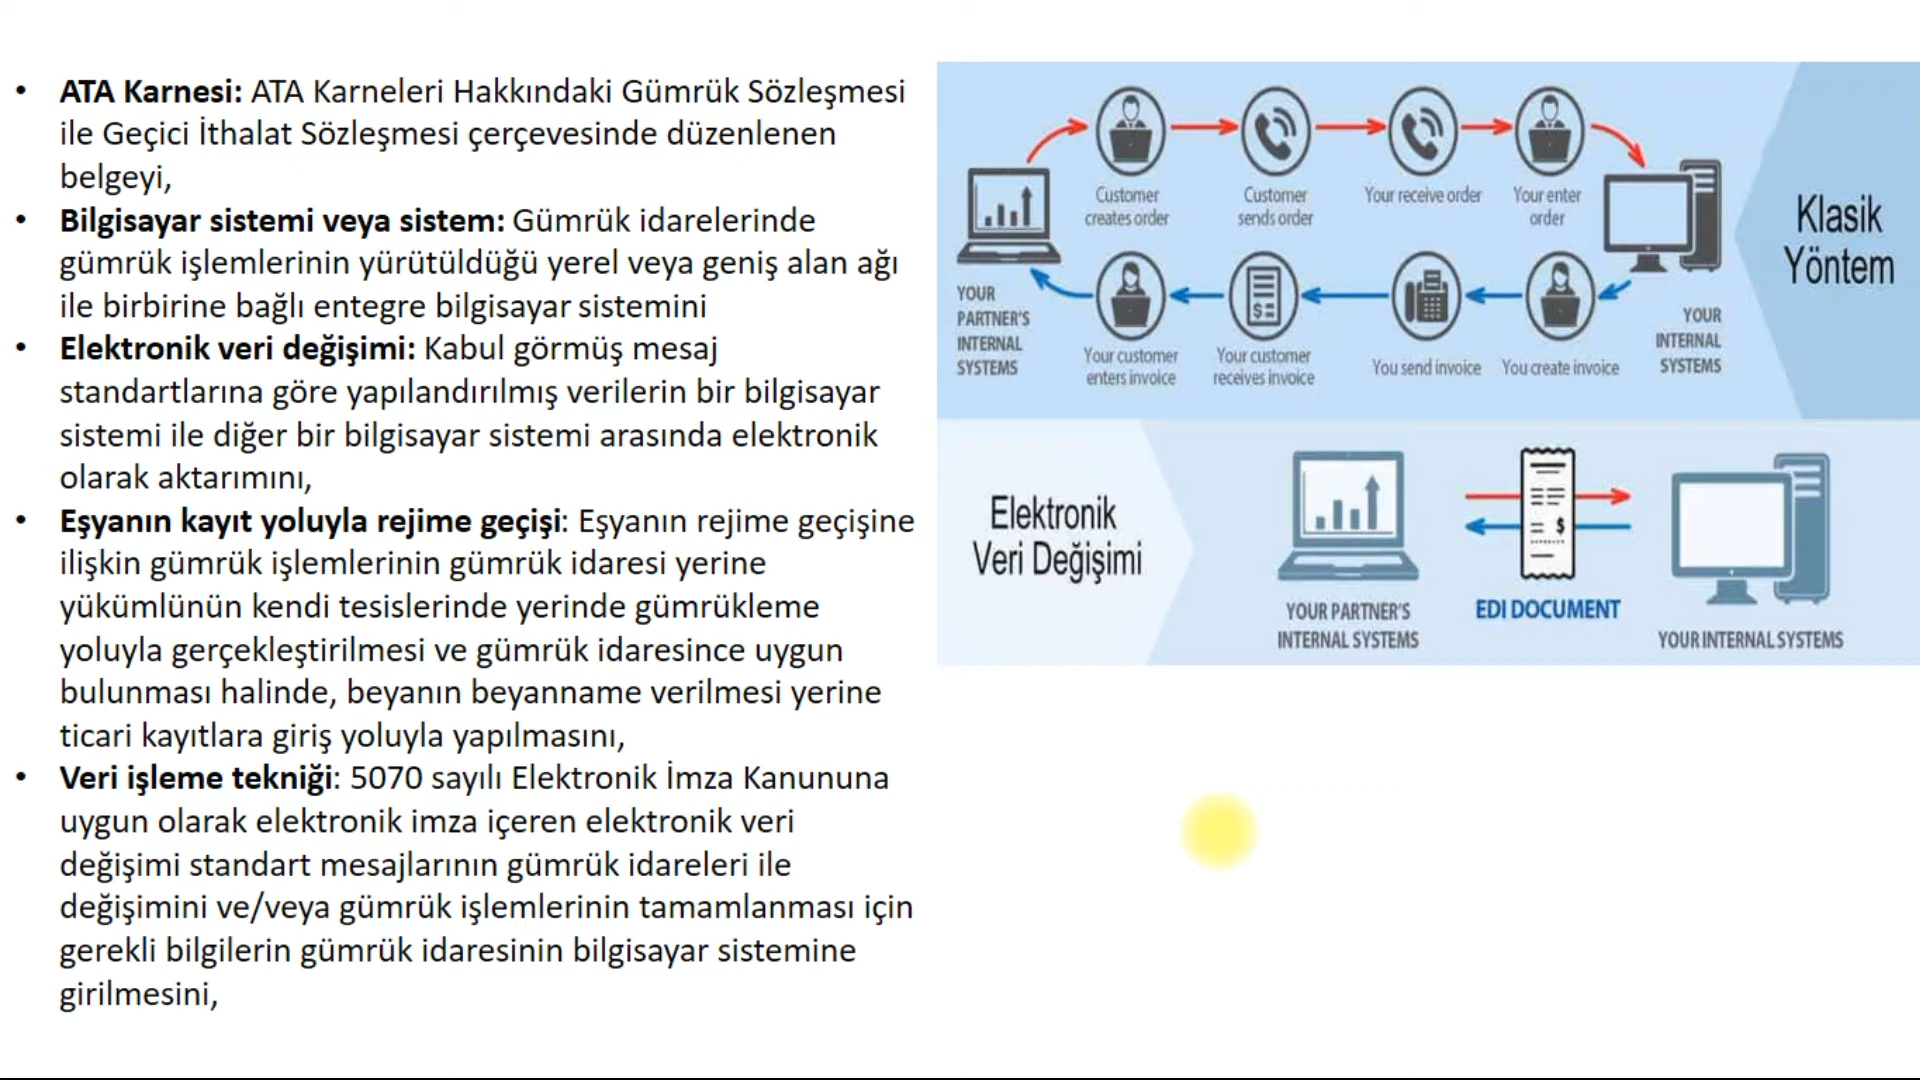 • ATA Karnesi: ATA Karneleri Hakkındaki Gümrük Sözleşmesi
ile Geçici İthalat Sözleşmesi çerçevesinde düzenlenen
belgeyi,
• Bilgisayar sistemi veya sistem: Gümrük idarelerinde
gümrük işlemlerinin yürütüldüğü yerel veya geniş alan ağı
ile birbirine bağlı entegre bilgisayar sistemini
• Elektronik veri değişimi: Kabul görmüş mesaj
standartlarına göre yapılandırılmış verilerin bir bilgisayar
sistemi ile diğer bir bilgisayar sistemi arasında elektronik
olarak aktarımını,
• Eşyanın kayıt yoluyla rejime geçişi: Eşyanın rejime geçişine
ilişkin gümrük işlemlerinin gümrük idaresi yerine
yükümlünün kendi tesislerinde yerinde gümrükleme
yoluyla gerçekleştirilmesi ve gümrük idaresince uygun
bulunması halinde, beyanın beyanname verilmesi yerine
ticari kayıtlara giriş yoluyla yapılmasını,
• Veri işleme tekniği: 5070 sayılı Elektronik İmza Kanununa
uygun olarak elektronik imza içeren elektronik veri
değişimi standart mesajlarının gümrük idareleri ile
değişimini ve/veya gümrük işlemlerinin tamamlanması için
gerekli bilgilerin gümrük idaresinin bilgisayar sistemine
girilmesini,
Customer
creates order
Customer
sends order
Your receive order
Your enter
order
Klasik
Yöntem
YOUR
PARTNER'S
INTERNAL
SYSTEMS
YOUR
INTERNAL
SYSTEMS
Your customer
enters invoice
Your customer
receives invoice
You send invoice
You create invoice
Elektronik
Veri Değişimi
YOUR PARTNER'S
INTERNAL SYSTEMS
$
EDI DOCUMENT
YOUR INTERNAL SYSTEMS